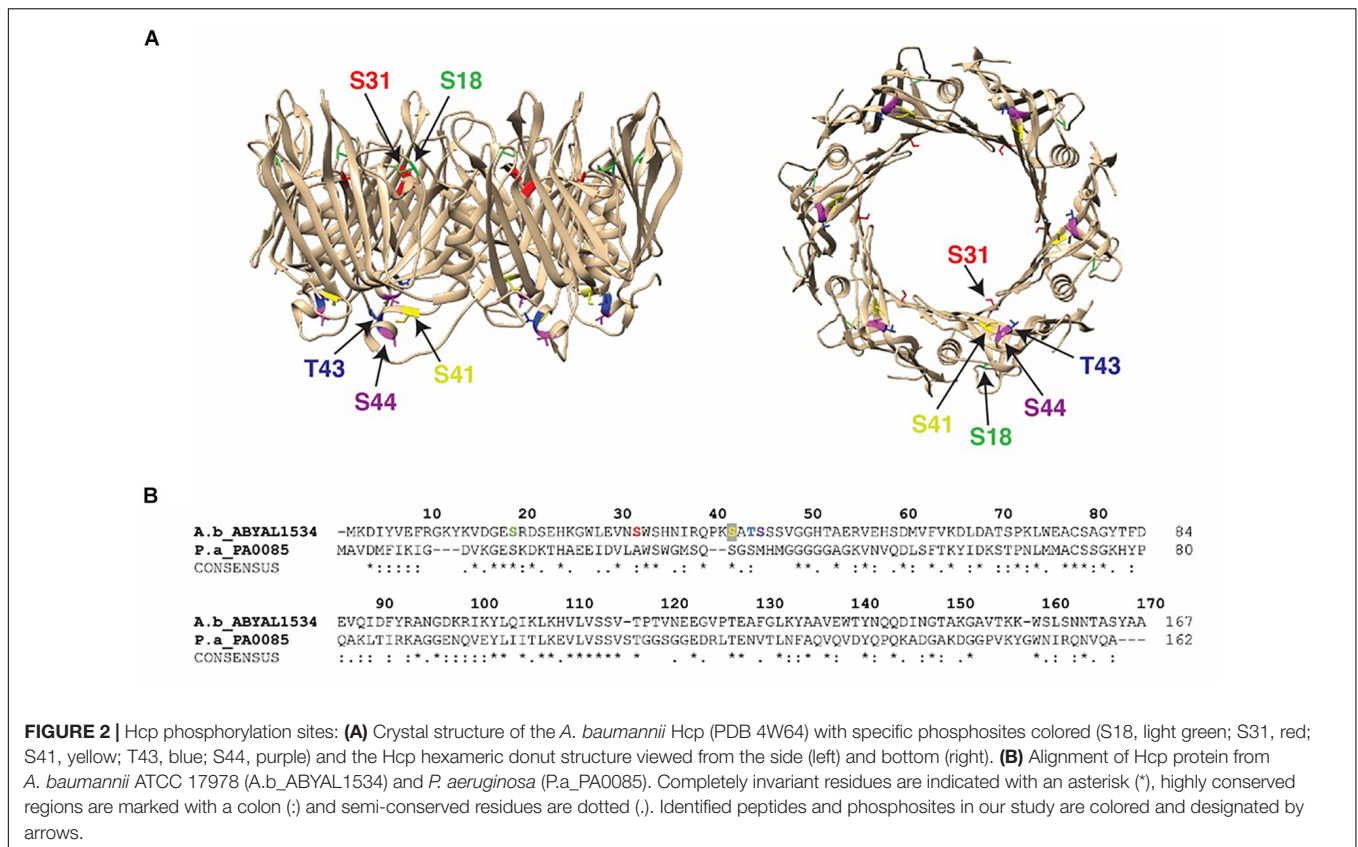 A
S31 S18
S31
T43 S41
S44
T43
S41 S44
S18
B
10 20 30 40 50 60 70 80
A.b_ABYAL1534 -MKDIYVEFRGKYKVDGESRDSEHKGWLEVNSWSHNIRQPKSATSSSVGGHTAERVEHSDMVFVKDLDATSPKLWEACSAGYTFD 84
P.a_PA0085 MAVDMFIKIG---DVKGESKDKTHAEEIDVLAWSWGMSQ--SGSMHMGGGGGAGKVNVQDLSFTKYIDKSTPNLMMACSSGKHYP 80
CONSENSUS
90 100 110 120 130 140 150 160 170
A.b_ABYAL1534 EVQIDFYRANGDKRIKYLQIKLKHVLVSSV-TPTVNEEGVPTEAFGLKYAAVEWTYNQQDINGTAKGAVTKK-WSLSNNTASYAA 167
P.a_PA0085 QAKLTIRKAGGENQVEYLIITLKEVLVSSVSTGGSGGEDRLTENVTLNFAQVQVDYQPQKADGAKDGGPVKYGWNIRQNVQA--- 162
CONSENSUS
FIGURE 2 | Hcp phosphorylation sites: (A) Crystal structure of the A. baumannii Hcp (PDB 4W64) with specific phosphosites colored (S18, light green; S31, red;
S41, yellow; T43, blue; S44, purple) and the Hcp hexameric donut structure viewed from the side (left) and bottom (right). (B) Alignment of Hcp protein from
A. baumannii ATCC 17978 (A.b_ABYAL1534) and P. aeruginosa (P.a_PA0085). Completely invariant residues are indicated with an asterisk (*), highly conserved
regions are marked with a colon (:) and semi-conserved residues are dotted (.). Identified peptides and phosphosites in our study are colored and designated by
arrows.